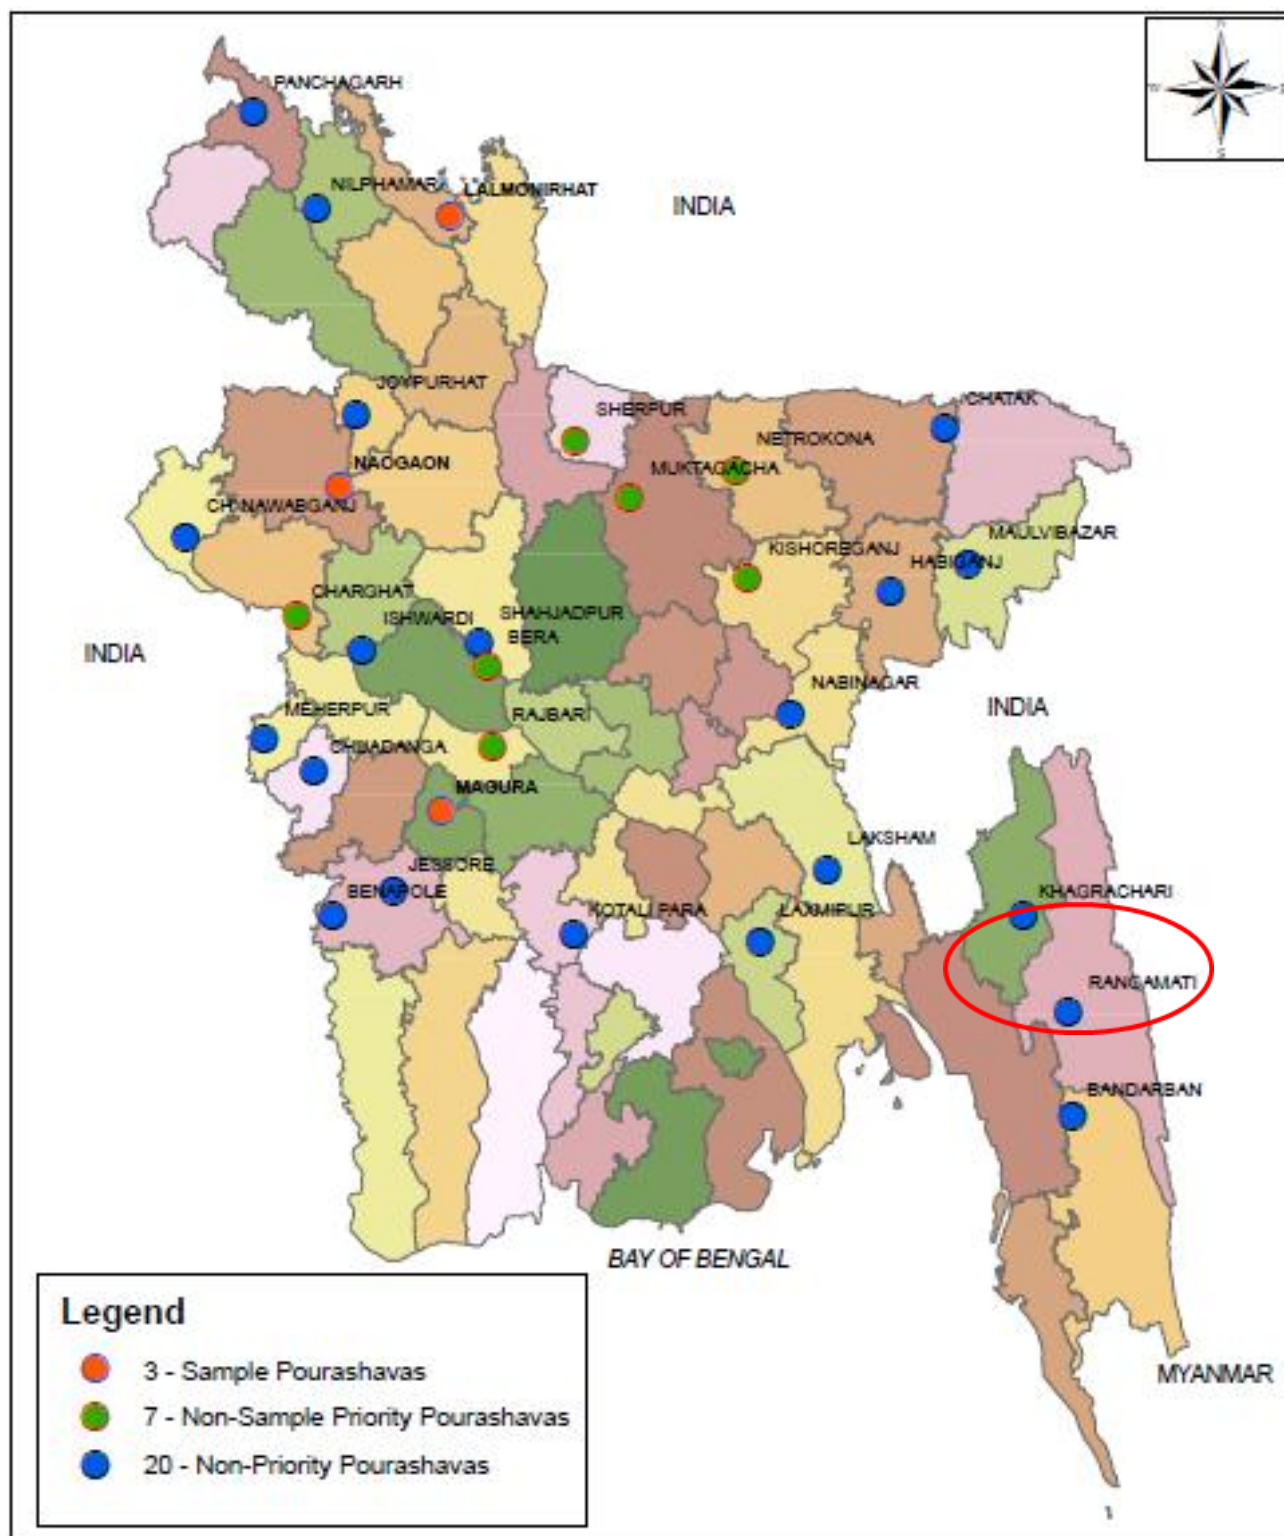 N
W
S
PANCHAGARH
NILPHAMARI
LALMONIRHAT
INDIA
JOYPURHAT
SHERPUR
CHATAK
NETROKONA
NAOGAON
MUKTAGACHA
CH. NAWABGANJ
KISHOREGANJ
MAULVIBAZAR
HABIGANJ
CHARGHAT
ISHWARDI
SHAHJADPUR
BERA
INDIA
NABINAGAR
MEHERPUR
RAJBARI
INDIA
CHUADANGA
MAGURA
LAKSHAM
JESSORE
BENAPOLE
KHAGRACHARI
KOTALI PARA
LAXMIPUR
RANGAMATI
BANDARBAN
BAY OF BENGAL
MYANMAR
Legend
3 - Sample Pourashavas
7 - Non-Sample Priority Pourashavas
20 - Non-Priority Pourashavas